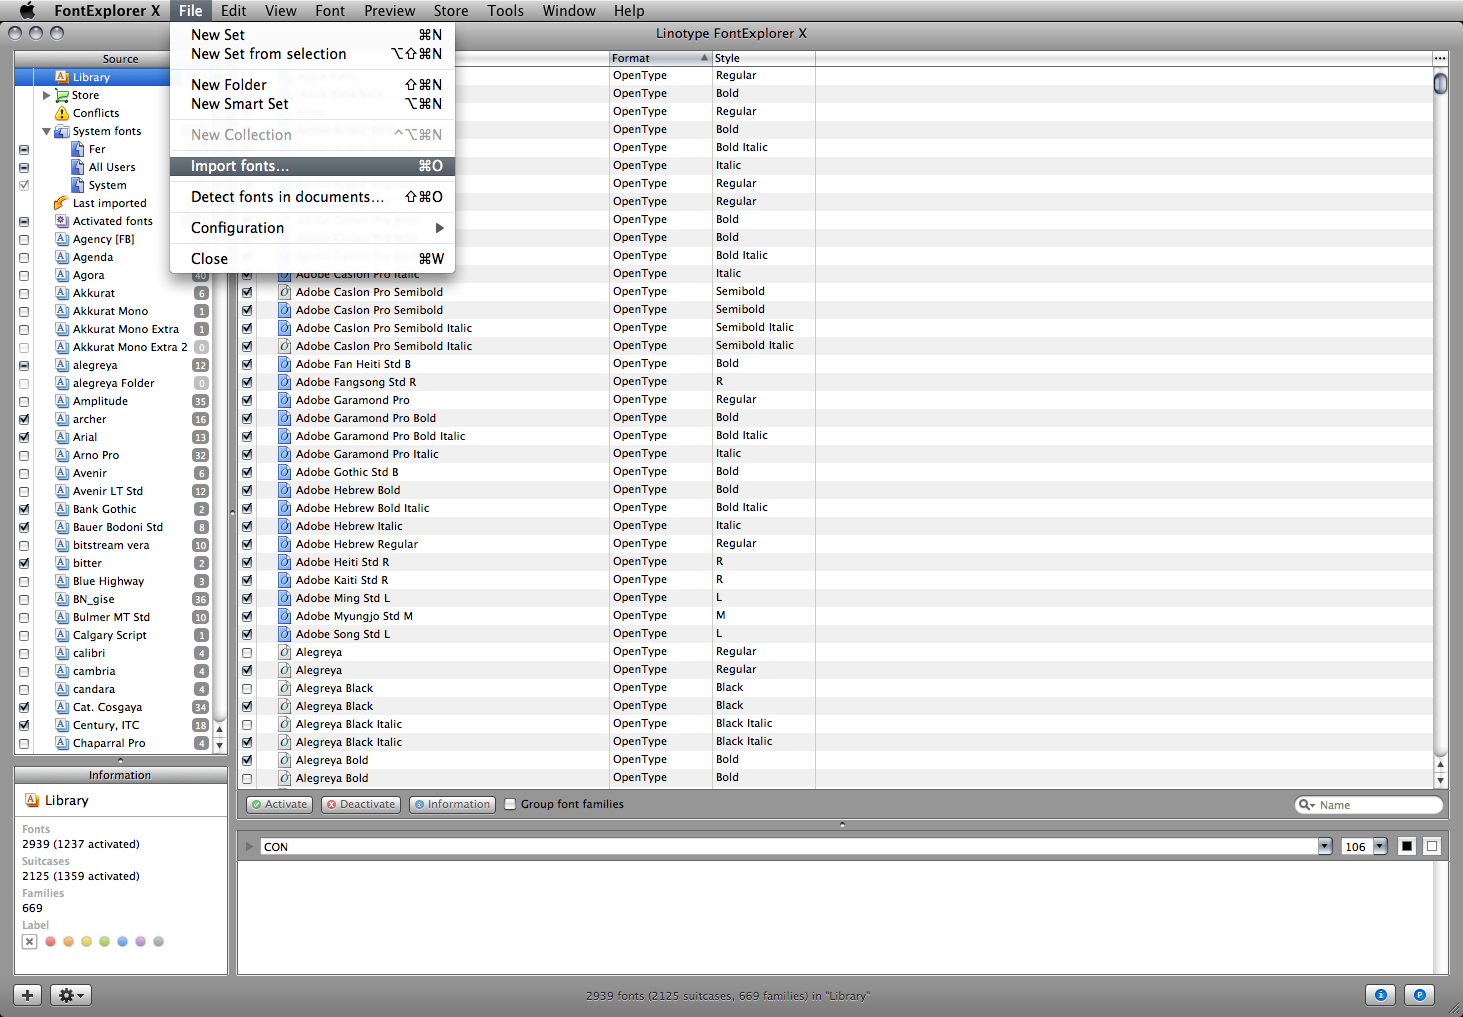 FontExplorer X File Edit View Font Preview Store Tools Window Help
Linotype FontExplorer X
New Set ⌘N
New Set from selection ⌥⇧⌘N
New Folder ⇧⌘N
New Smart Set ⌥⌘N
New Collection ^⌥⌘N
Import fonts... ⌘O
Detect fonts in documents... ⇧⌘O
Configuration
Close ⌘W
Source
Library
Store
Conflicts
System fonts
Fer
All Users
System
Last imported
Activated fonts
Agency [FB]
Agenda
Agora 40
Akkurat 6
Akkurat Mono 1
Akkurat Mono Extra 1
Akkurat Mono Extra 2 0
alegreya 12
alegreya Folder 0
Amplitude 35
archer 16
Arial 13
Arno Pro 32
Avenir 6
Avenir LT Std 12
Bank Gothic 2
Bauer Bodoni Std 8
bitstream vera 10
bitter 2
Blue Highway 3
BN_gise 36
Bulmer MT Std 10
Calgary Script 1
calibri 4
cambria 4
candara 4
Cat. Cosgaya 34
Century, ITC 18
Chaparral Pro 4
Format Style
OpenType Regular
OpenType Bold
OpenType Regular
OpenType Bold
OpenType Bold Italic
OpenType Italic
OpenType Regular
OpenType Regular
OpenType Bold
OpenType Bold
OpenType Bold Italic
Adobe Caslon Pro Italic OpenType Italic
Adobe Caslon Pro Semibold OpenType Semibold
Adobe Caslon Pro Semibold OpenType Semibold
Adobe Caslon Pro Semibold Italic OpenType Semibold Italic
Adobe Caslon Pro Semibold Italic OpenType Semibold Italic
Adobe Fan Heiti Std B OpenType Bold
Adobe Fangsong Std R OpenType R
Adobe Garamond Pro OpenType Regular
Adobe Garamond Pro Bold OpenType Bold
Adobe Garamond Pro Bold Italic OpenType Bold Italic
Adobe Garamond Pro Italic OpenType Italic
Adobe Gothic Std B OpenType Bold
Adobe Hebrew Bold OpenType Bold
Adobe Hebrew Bold Italic OpenType Bold Italic
Adobe Hebrew Italic OpenType Italic
Adobe Hebrew Regular OpenType Regular
Adobe Heiti Std R OpenType R
Adobe Kaiti Std R OpenType R
Adobe Ming Std L OpenType L
Adobe Myungjo Std M OpenType M
Adobe Song Std L OpenType L
Alegreya OpenType Regular
Alegreya OpenType Regular
Alegreya Black OpenType Black
Alegreya Black OpenType Black
Alegreya Black Italic OpenType Black Italic
Alegreya Black Italic OpenType Black Italic
Alegreya Bold OpenType Bold
Alegreya Bold OpenType Bold
Activate Deactivate Information Group font families Name
CON 106
Information
Library
Fonts
2939 (1237 activated)
Suitcases
2125 (1359 activated)
Families
669
Label
2939 fonts (2125 suitcases, 669 families) in "Library"